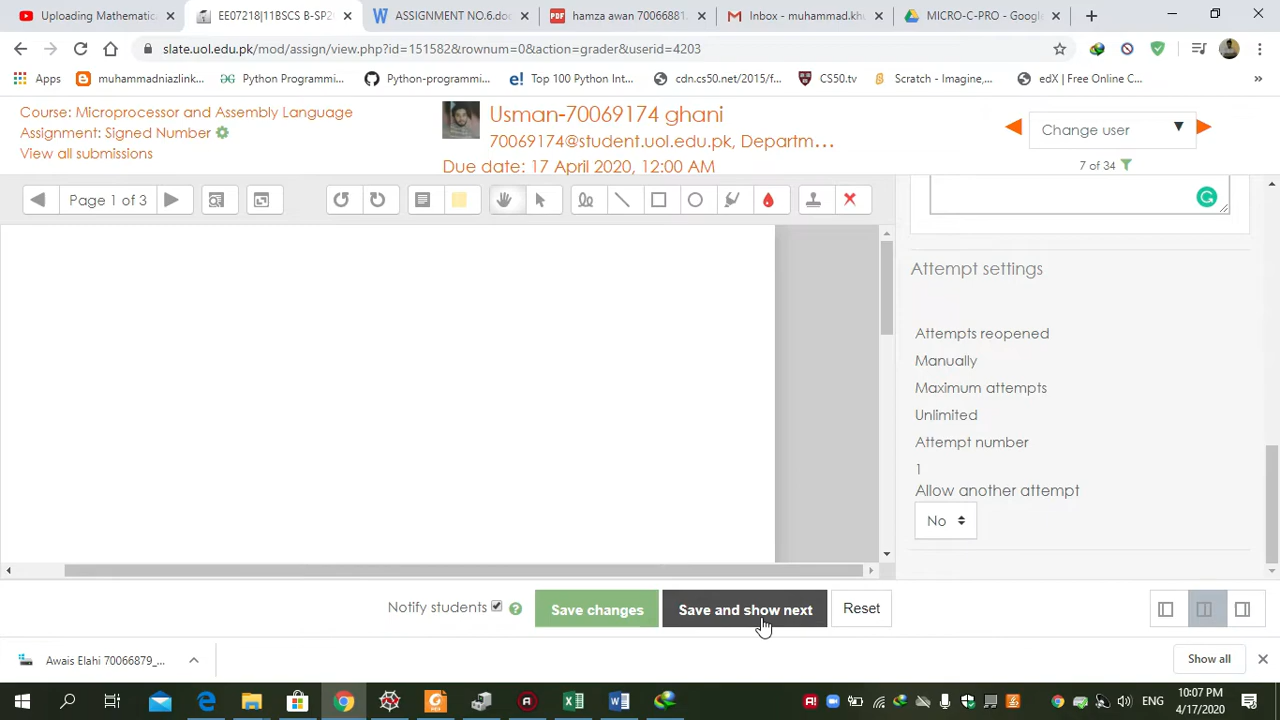 Uploading Mathematic
EE07218|11BSCS B-SP2
ASSIGNMENT NO.6.do
hamza awan 70066881
Inbox - muhammad.kh
MICRO-C-PRO - Google
slate.uol.edu.pk/mod/assign/view.php?id=151582&rownum=0&action=grader&userid=4203
Apps
muhammadniazlink...
Python Programmi...
Python-programmi...
Top 100 Python Int...
cdn.cs50.net/2015/f...
CS50.tv
Scratch - Imagine,...
edX | Free Online C...
»
Course: Microprocessor and Assembly Language
Assignment: Signed Number
View all submissions
Usman-70069174 ghani
70069174@student.uol.edu.pk, Departm...
Due date: 17 April 2020, 12:00 AM
Change user
7 of 34
Page 1 of 3
Attempt settings
Attempts reopened
Manually
Maximum attempts
Unlimited
Attempt number
1
Allow another attempt
No
Notify students
Save changes
Save and show next
Reset
Awais Elahi 70066879_...
Show all
ENG
10:07 PM
4/17/2020